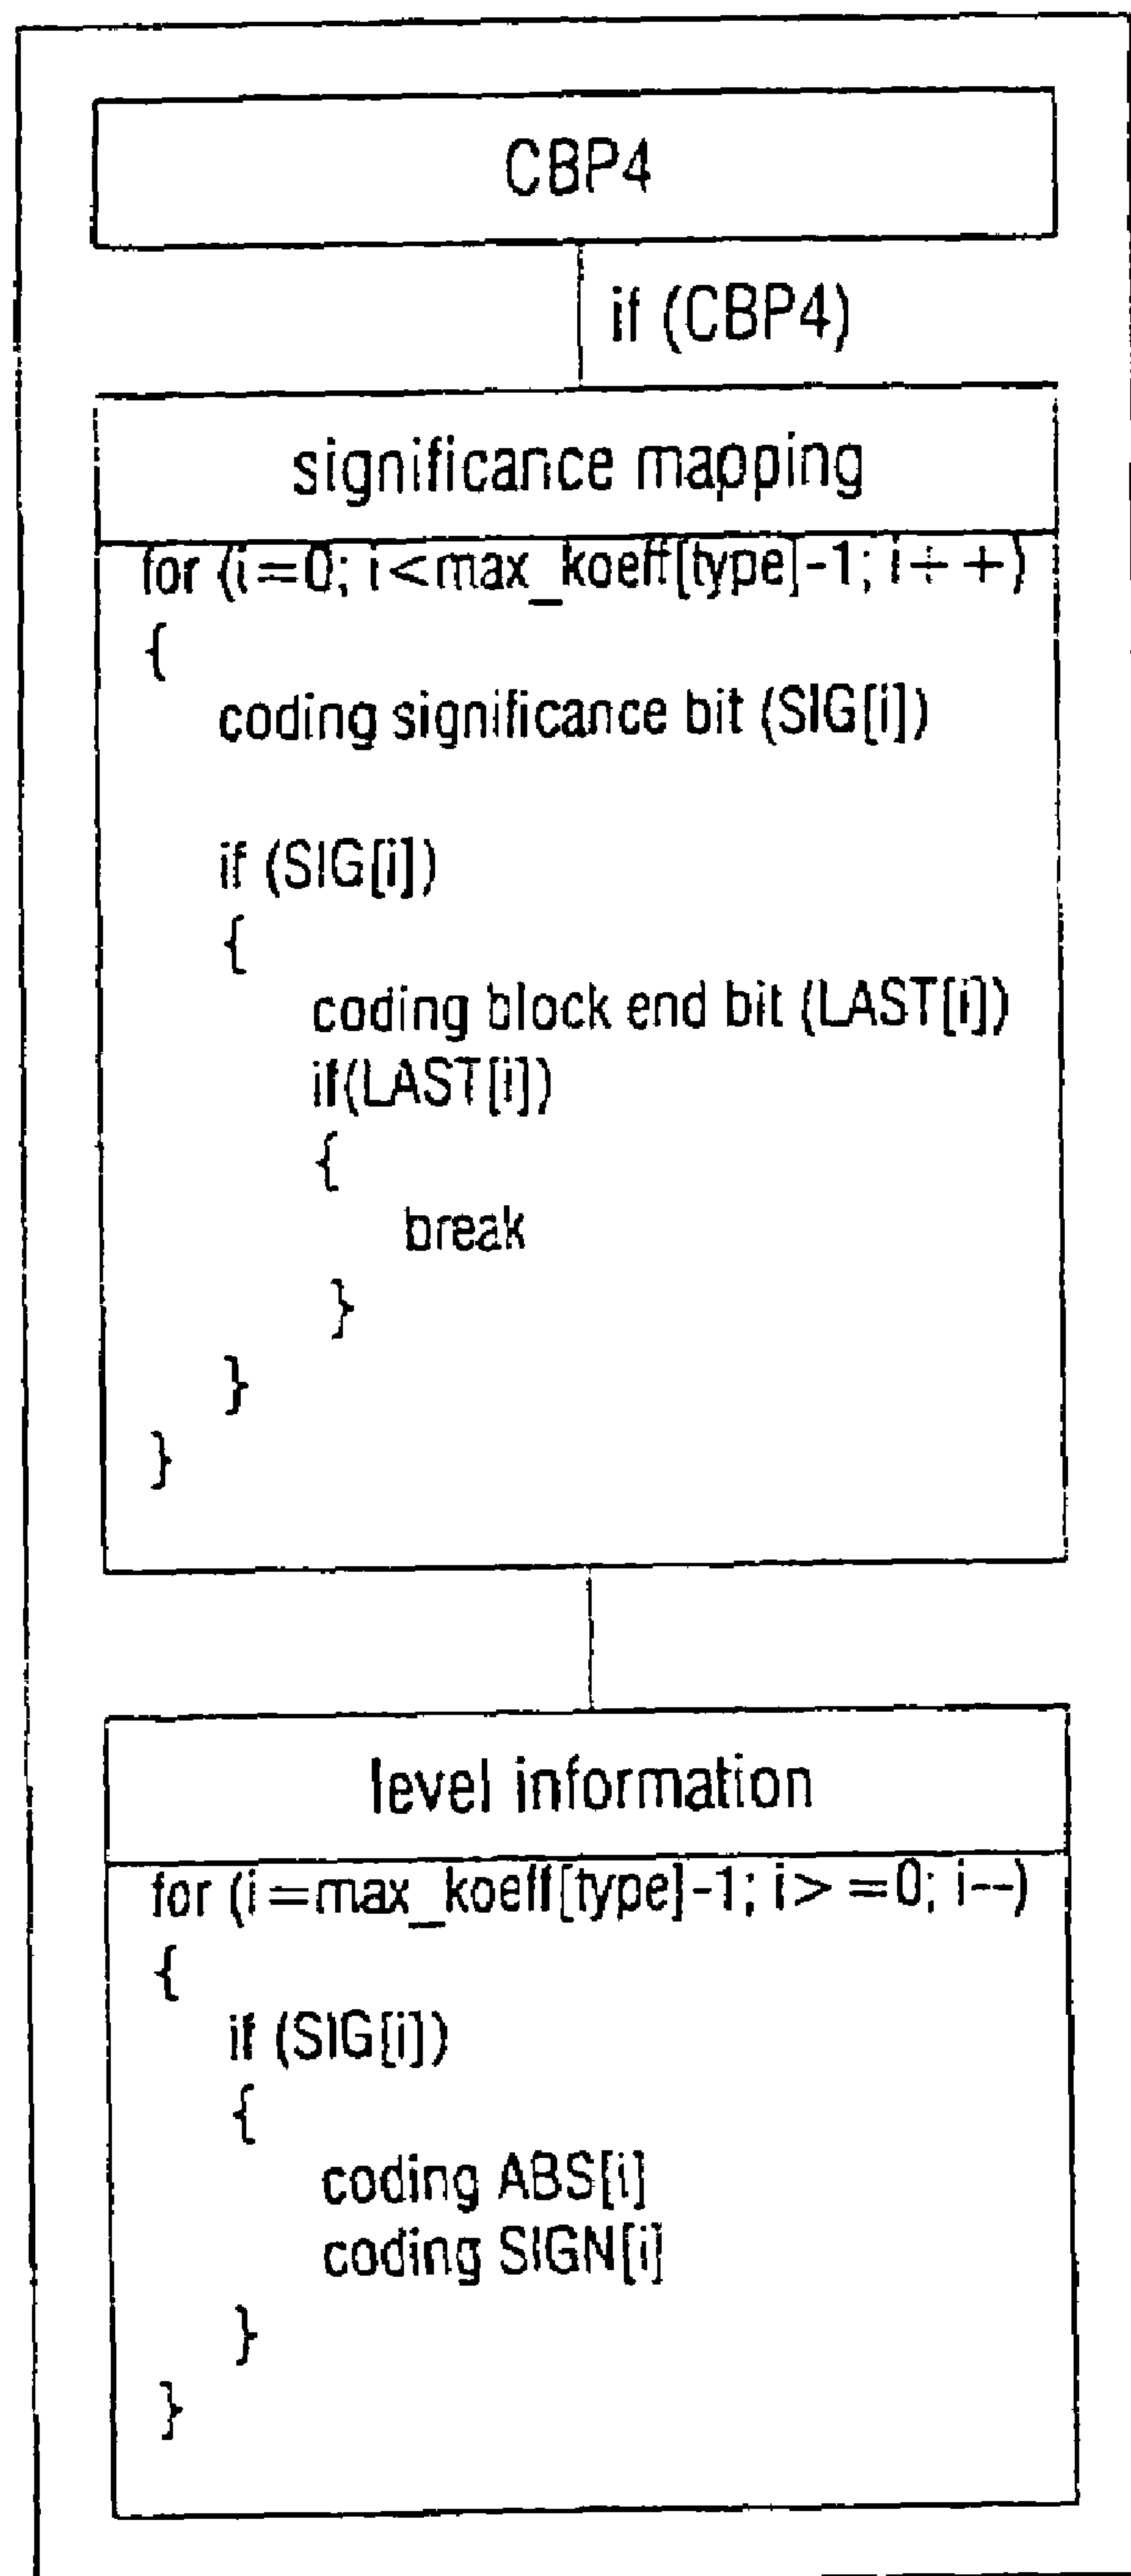 CBP4
if (CBP4)
significance mapping
for (i=0; i<max_koeff[type]-1; i++)
{
coding significance bit (SIG[i])
if (SIG[i])
{
coding block end bit (LAST[i])
if(LAST[i])
{
break
}
}
}
level information
for (i=max_koeff[type]-1; i>=0; i--)
{
if (SIG[i])
{
coding ABS[i]
coding SIGN[i]
}
}